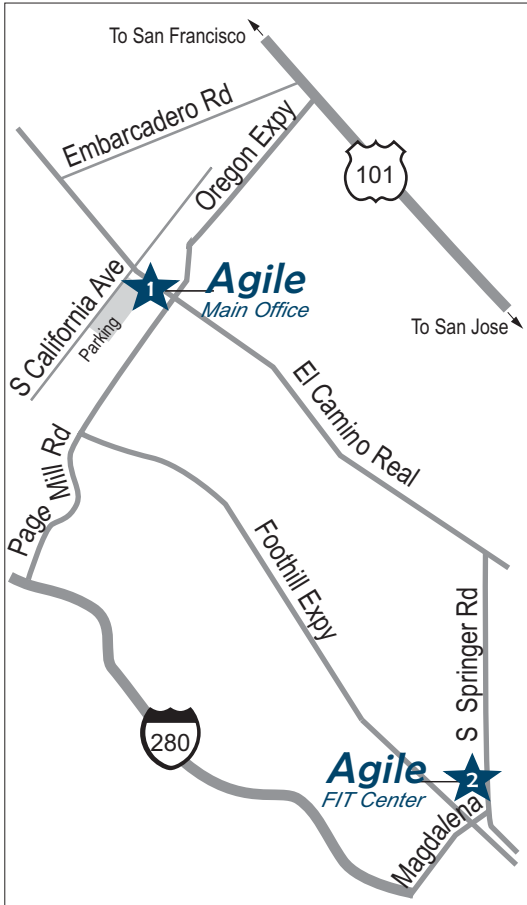 To San Francisco
Embarcadero Rd
Oregon Expy
101
S California Ave
1
Agile
Main Office
Parking
To San Jose
El Camino Real
Page Mill Rd
Foothill Expy
S Springer Rd
280
Agile
FIT Center
2
Magdalena